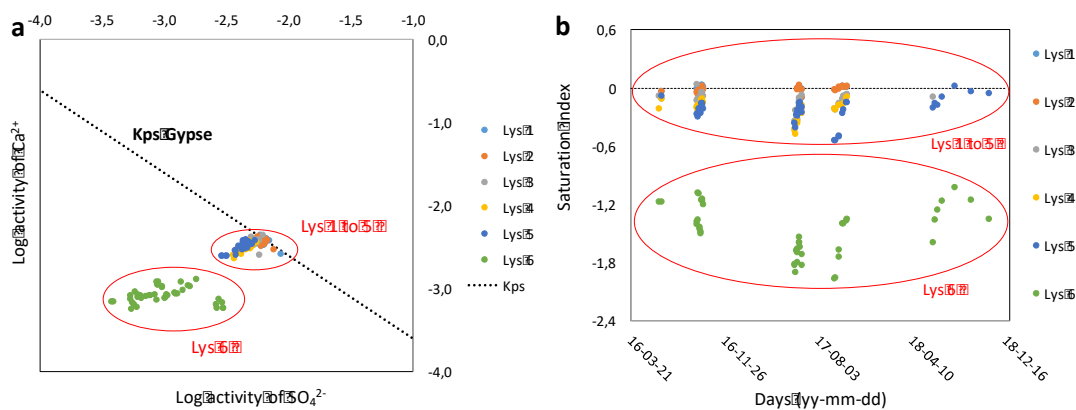 a
-4,0 -3,5 -3,0 -2,5 -2,0 -1,5 -1,0
0,0
-1,0
-2,0
-3,0
-4,0
Log activity of Ca2+
Log activity of SO₄²⁻
Kps Gypse
Lys 1 to 5
Lys 6
Lys 1
Lys 2
Lys 3
Lys 4
Lys 5
Lys 6
Kps
b
0,6
0
-0,6
-1,2
-1,8
-2,4
Saturation index
16-03-21
16-11-26
17-08-03
18-04-10
18-12-16
Days (yy-mm-dd)
Lys 1 to 5
Lys 6
Lys 1
Lys 2
Lys 3
Lys 4
Lys 5
Lys 6